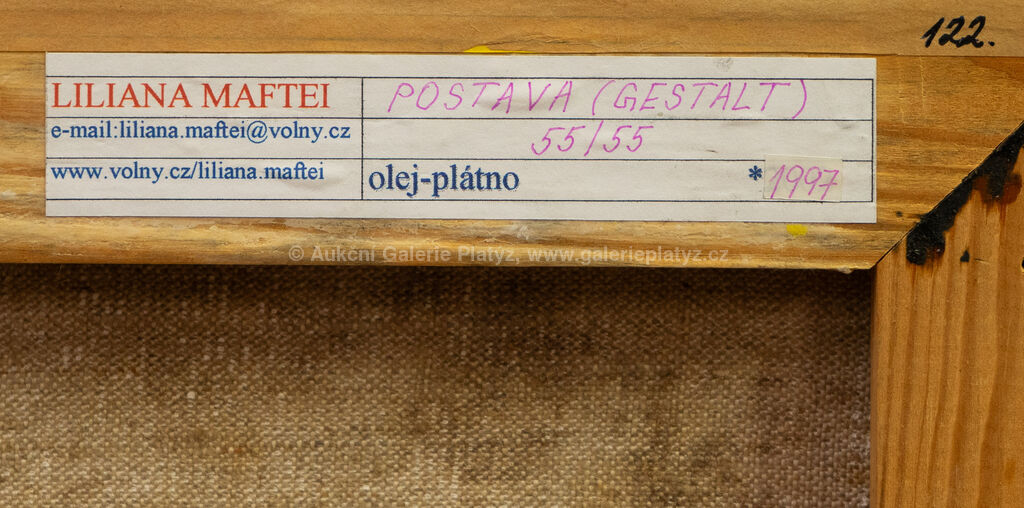 122.
LILIANA MAFTEI
e-mail:liliana.maftei@volny.cz
www.volny.cz/liliana.maftei
POSTAVA (GESTALT)
55/55
olej-plátno * 1997
© Aukční Galerie Platýz, www.galerieplatyz.cz